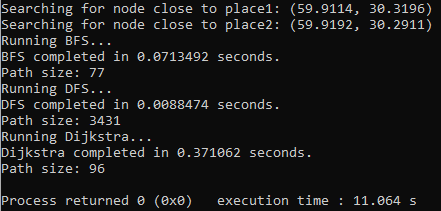 Searching for node close to place1: (59.9114, 30.3196)
Searching for node close to place2: (59.9192, 30.2911)
Running BFS...
BFS completed in 0.0713492 seconds.
Path size: 77
Running DFS...
DFS completed in 0.0088474 seconds.
Path size: 3431
Running Dijkstra...
Dijkstra completed in 0.371062 seconds.
Path size: 96

Process returned 0 (0x0)   execution time : 11.064 s